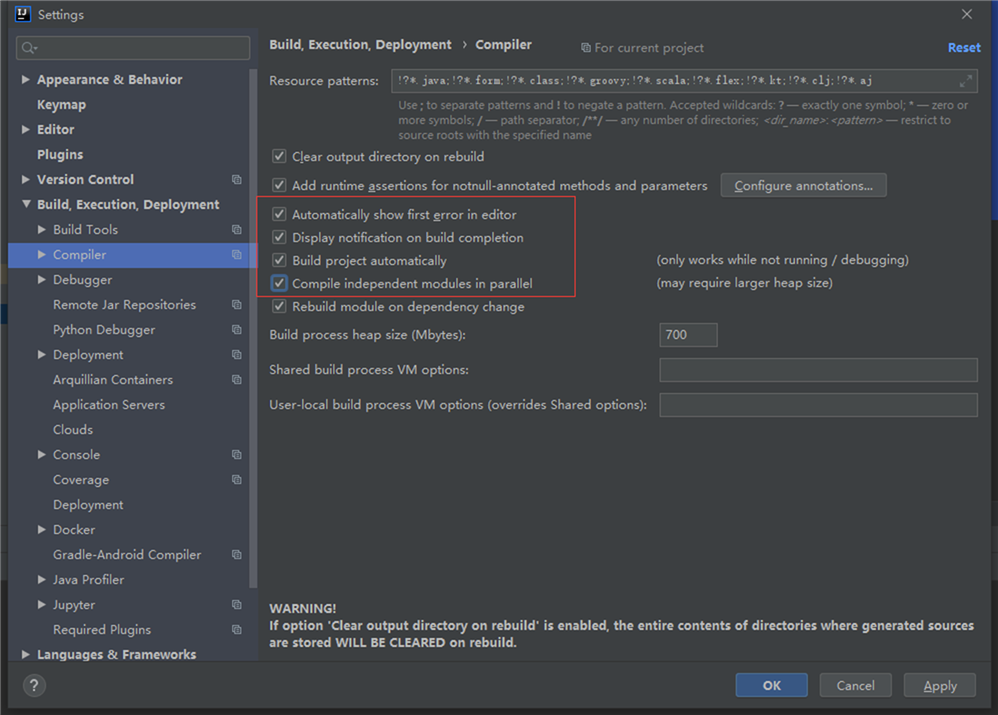 Settings
Build, Execution, Deployment › Compiler
For current project
Reset
Appearance & Behavior
Keymap
Editor
Plugins
Version Control
Build, Execution, Deployment
Build Tools
Compiler
Debugger
Remote Jar Repositories
Python Debugger
Deployment
Arquillian Containers
Application Servers
Clouds
Console
Coverage
Deployment
Docker
Gradle-Android Compiler
Java Profiler
Jupyter
Required Plugins
Languages & Frameworks
Resource patterns:
!?*.java;!?*.form;!?*.class;!?*.groovy;!?*.scala;!?*.flex;!?*.kt;!?*.clj;!?*.aj
Use ; to separate patterns and ! to negate a pattern. Accepted wildcards: ? — exactly one symbol; * — zero or
more symbols; / — path separator; /**/ — any number of directories; <dir_name>:<pattern> — restrict to
source roots with the specified name
Clear output directory on rebuild
Add runtime assertions for notnull-annotated methods and parameters
Configure annotations...
Automatically show first error in editor
Display notification on build completion
Build project automatically
(only works while not running / debugging)
Compile independent modules in parallel
(may require larger heap size)
Rebuild module on dependency change
Build process heap size (Mbytes):
700
Shared build process VM options:
User-local build process VM options (overrides Shared options):
WARNING!
If option 'Clear output directory on rebuild' is enabled, the entire contents of directories where generated sources
are stored WILL BE CLEARED on rebuild.
?
OK
Cancel
Apply